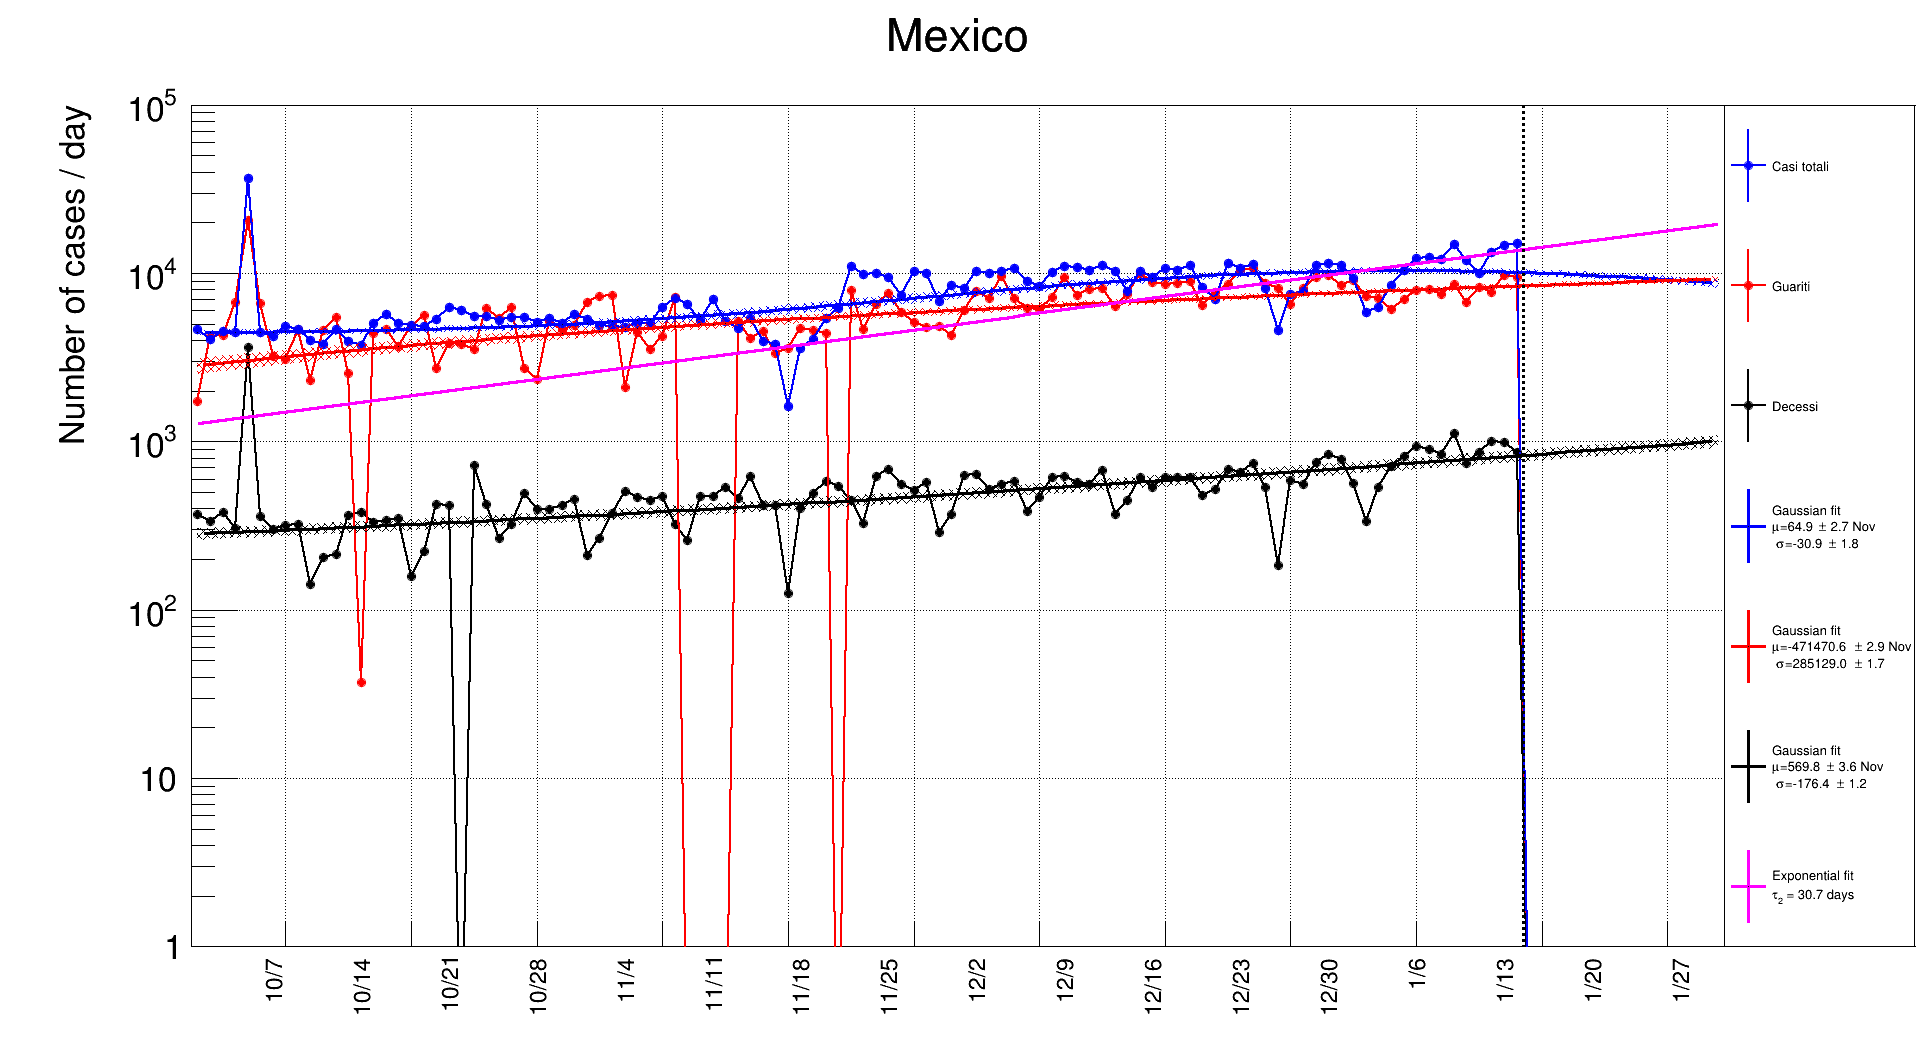 Mexico
Number of cases / day
10^5
10^4
10^3
10^2
10
1
10/7 10/14 10/21 10/28 11/4 11/11 11/18 11/25 12/2 12/9 12/16 12/23 12/30 1/6 1/13 1/20 1/27
Casi totali
Guariti
Decessi
Gaussian fit
μ=64.9 ± 2.7 Nov
σ=-30.9 ± 1.8
Gaussian fit
μ=-471470.6 ± 2.9 Nov
σ=285129.0 ± 1.7
Gaussian fit
μ=569.8 ± 3.6 Nov
σ=-176.4 ± 1.2
Exponential fit
τ₂ = 30.7 days